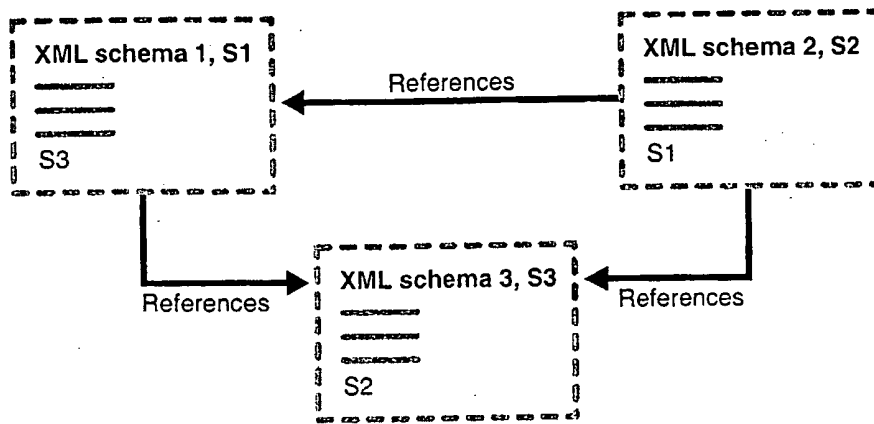 XML schema 1, S1
S3
References
XML schema 2, S2
S1
References
XML schema 3, S3
S2
References